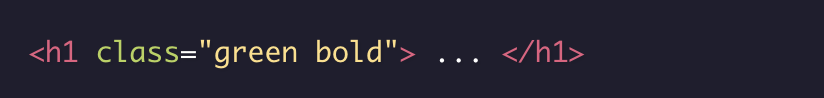 <h1 class="green bold"> ... </h1>